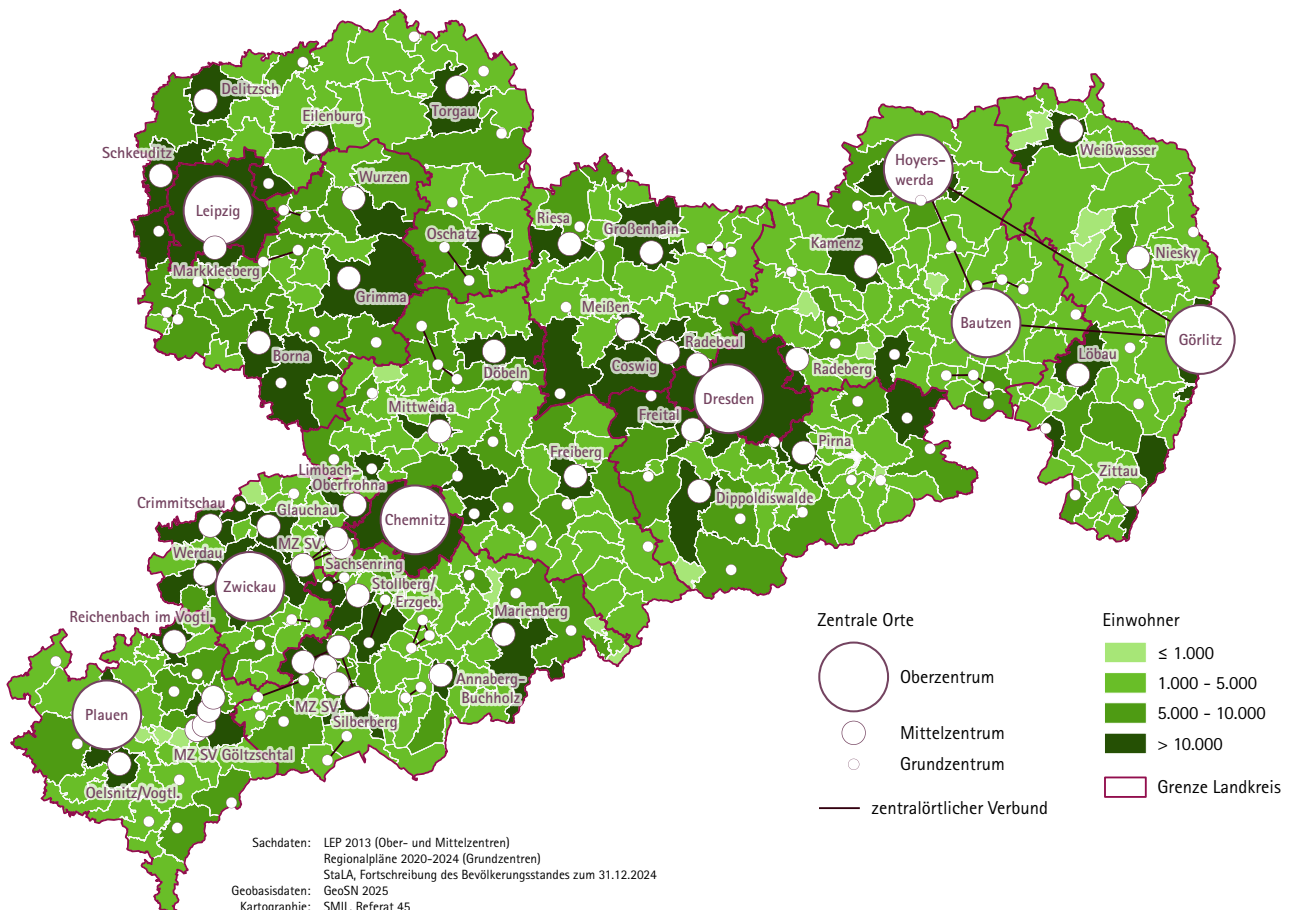 Delitzsch
Torgau
Eilenburg
Schkeuditz
Wurzen
Leipzig
Markkleeberg
Grimma
Oschatz
Borna
Döbeln
Riesa
Großenhain
Meißen
Coswig
Radebeul
Dresden
Radeberg
Freital
Pirna
Dippoldiswalde
Kamenz
Hoyers-
werda
Weißwasser
Niesky
Bautzen
Görlitz
Löbau
Zittau
Mittweida
Freiberg
Limbach-
Oberfrohna
Chemnitz
Crimmitschau
Glauchau
MZ SV
Sachsenring
Werdau
Zwickau
Stollberg/
Erzgeb.
Marienberg
Reichenbach im Vogtl.
Annaberg-
Buchholz
MZ SV
Silberberg
Plauen
MZ SV Göltzschtal
Oelsnitz/Vogtl.
Zentrale Orte
Oberzentrum
Mittelzentrum
Grundzentrum
zentralörtlicher Verbund
Einwohner
≤ 1.000
1.000 - 5.000
5.000 - 10.000
> 10.000
Grenze Landkreis
Sachdaten: LEP 2013 (Ober- und Mittelzentren)
Regionalpläne 2020-2024 (Grundzentren)
StaLA, Fortschreibung des Bevölkerungsstandes zum 31.12.2024
Geobasisdaten: GeoSN 2025
Kartographie: SMIL, Referat 45